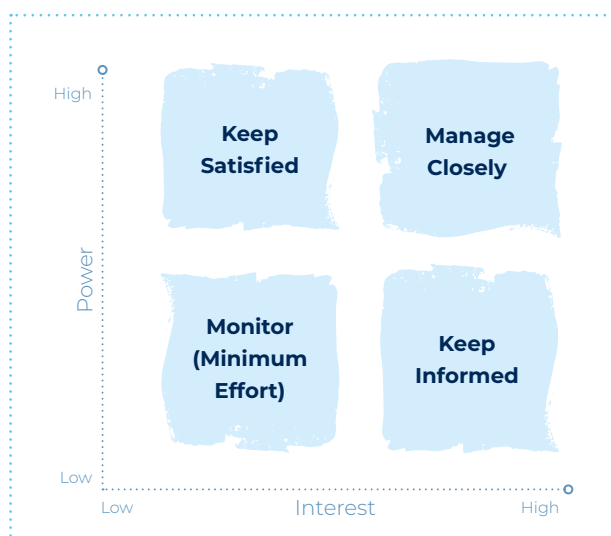 High
Keep
Satisfied
Manage
Closely
Power
Monitor
(Minimum
Effort)
Keep
Informed
Low
Low
Interest
High